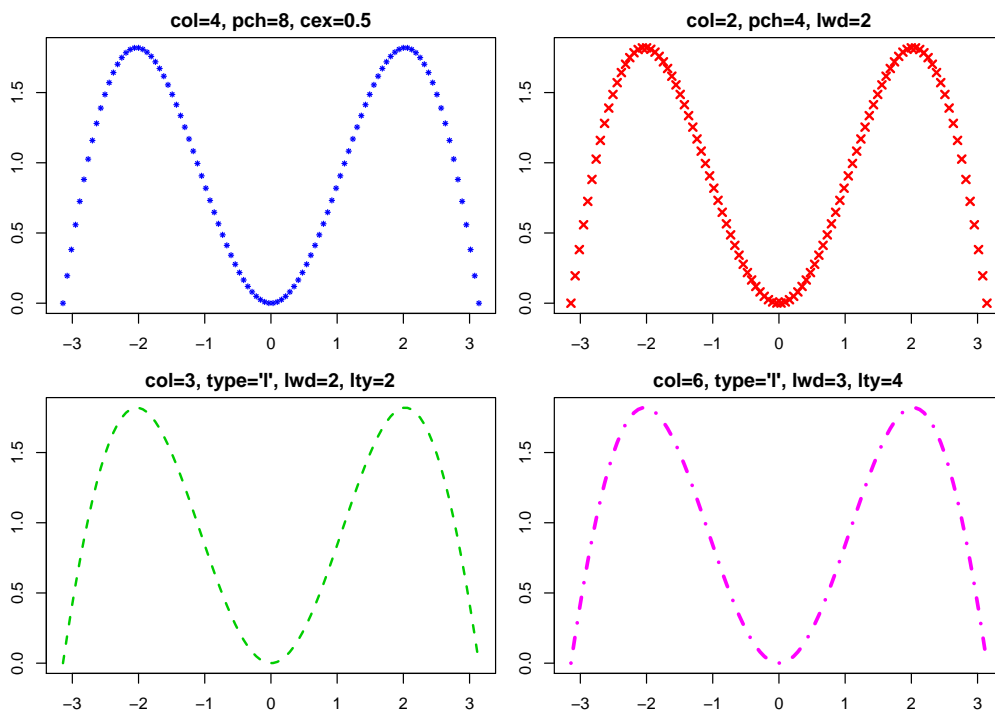 col=4, pch=8, cex=0.5
0.0 0.5 1.0 1.5
−3 −2 −1 0 1 2 3
col=2, pch=4, lwd=2
0.0 0.5 1.0 1.5
−3 −2 −1 0 1 2 3
col=3, type='l', lwd=2, lty=2
0.0 0.5 1.0 1.5
−3 −2 −1 0 1 2 3
col=6, type='l', lwd=3, lty=4
0.0 0.5 1.0 1.5
−3 −2 −1 0 1 2 3